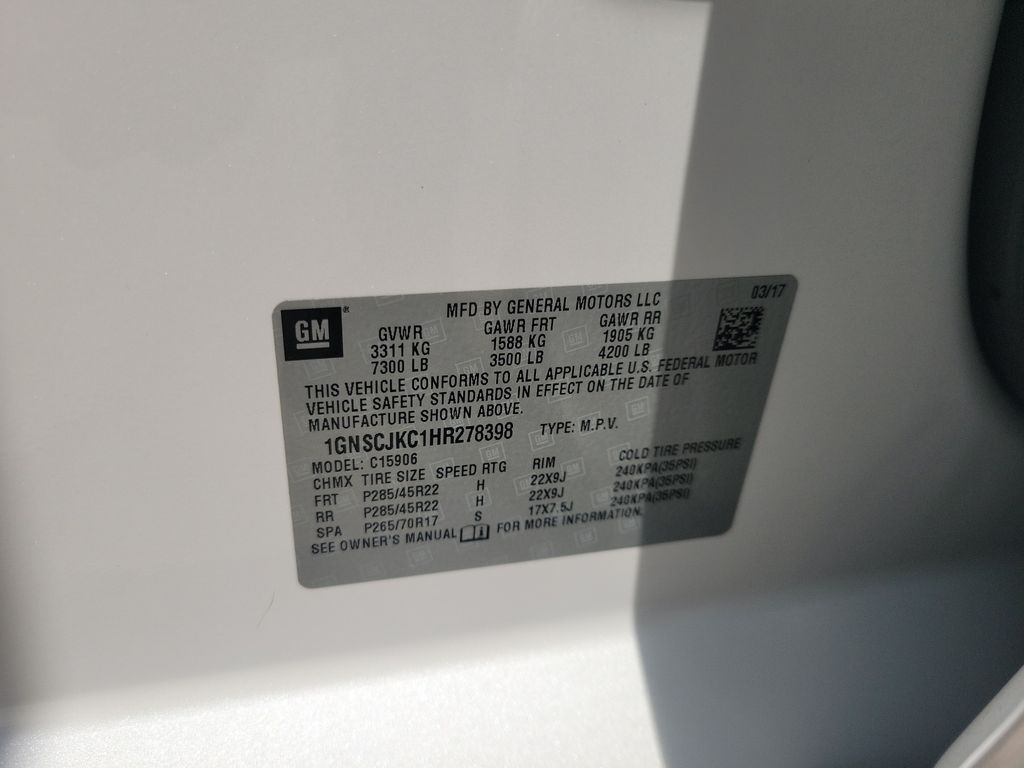 03/17
GM®
MFD BY GENERAL MOTORS LLC
GVWR GAWR FRT GAWR RR
3311 KG 1588 KG 1905 KG
7300 LB 3500 LB 4200 LB
THIS VEHICLE CONFORMS TO ALL APPLICABLE U.S. FEDERAL MOTOR
VEHICLE SAFETY STANDARDS IN EFFECT ON THE DATE OF
MANUFACTURE SHOWN ABOVE.
1GNSCJKC1HR278398 TYPE: M.P.V.
MODEL: C15906
CHMX TIRE SIZE SPEED RTG RIM COLD TIRE PRESSURE
FRT P285/45R22 H 22X9J 240KPA(35PSI)
RR P285/45R22 H 22X9J 240KPA(35PSI)
SPA P265/70R17 S 17X7.5J 240KPA(35PSI)
SEE OWNER'S MANUAL FOR MORE INFORMATION.